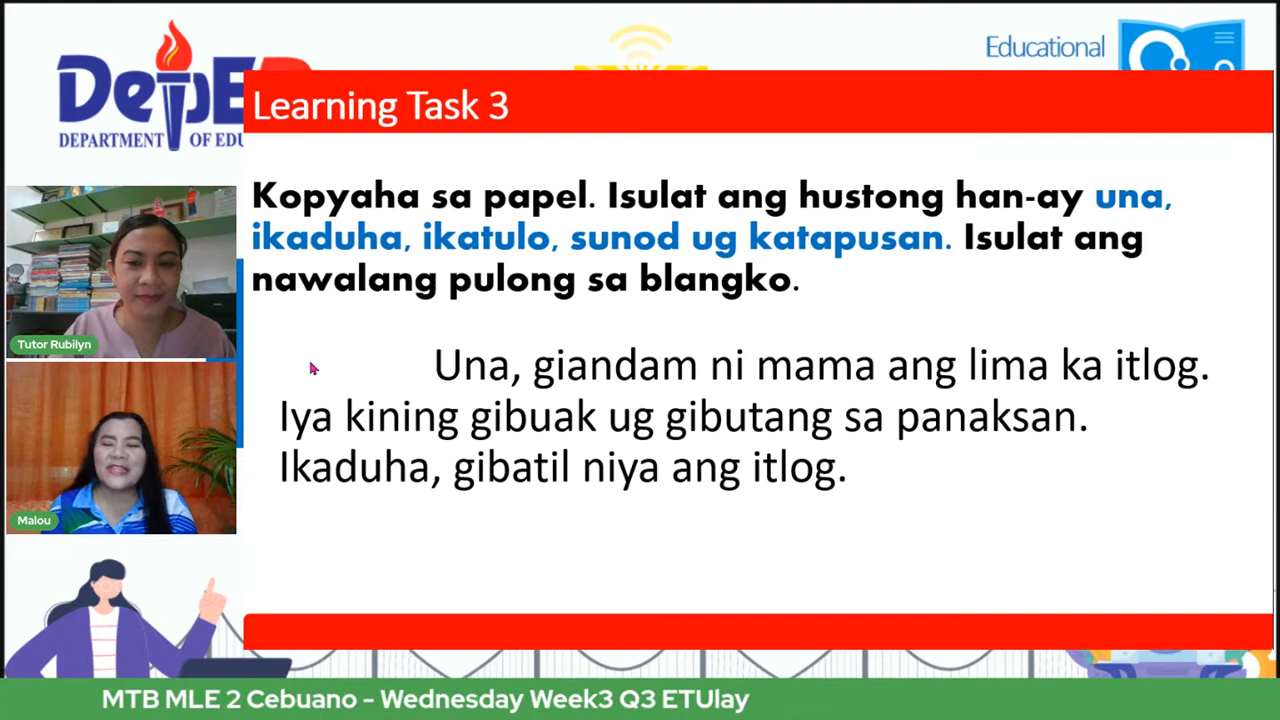 DepED
DEPARTMENT OF EDU
Educational
Learning Task 3
Kopyaha sa papel. Isulat ang hustong han-ay una,
ikaduha, ikatulo, sunod ug katapusan. Isulat ang
nawalang pulong sa blangko.
Una, giandam ni mama ang lima ka itlog.
Iya kining gibuak ug gibutang sa panaksan.
Ikaduha, gibatil niya ang itlog.
Tutor Rubilyn
Malou
MTB MLE 2 Cebuano - Wednesday Week3 Q3 ETUlay